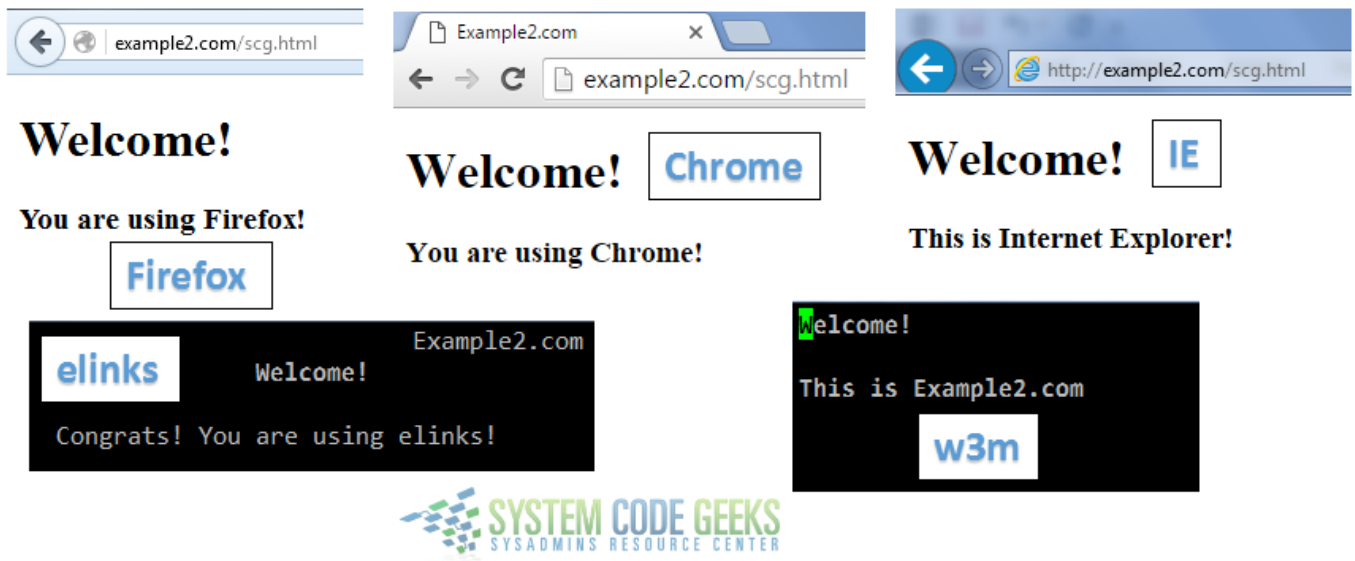 example2.com/scg.html
Welcome!
You are using Firefox!
Firefox
Example2.com
example2.com/scg.html
Welcome!
Chrome
You are using Chrome!
http://example2.com/scg.html
Welcome!
IE
This is Internet Explorer!
Example2.com
elinks
Welcome!
Congrats! You are using elinks!
Welcome!
This is Example2.com
w3m
SYSTEM CODE GEEKS
SYSADMINS RESOURCE CENTER